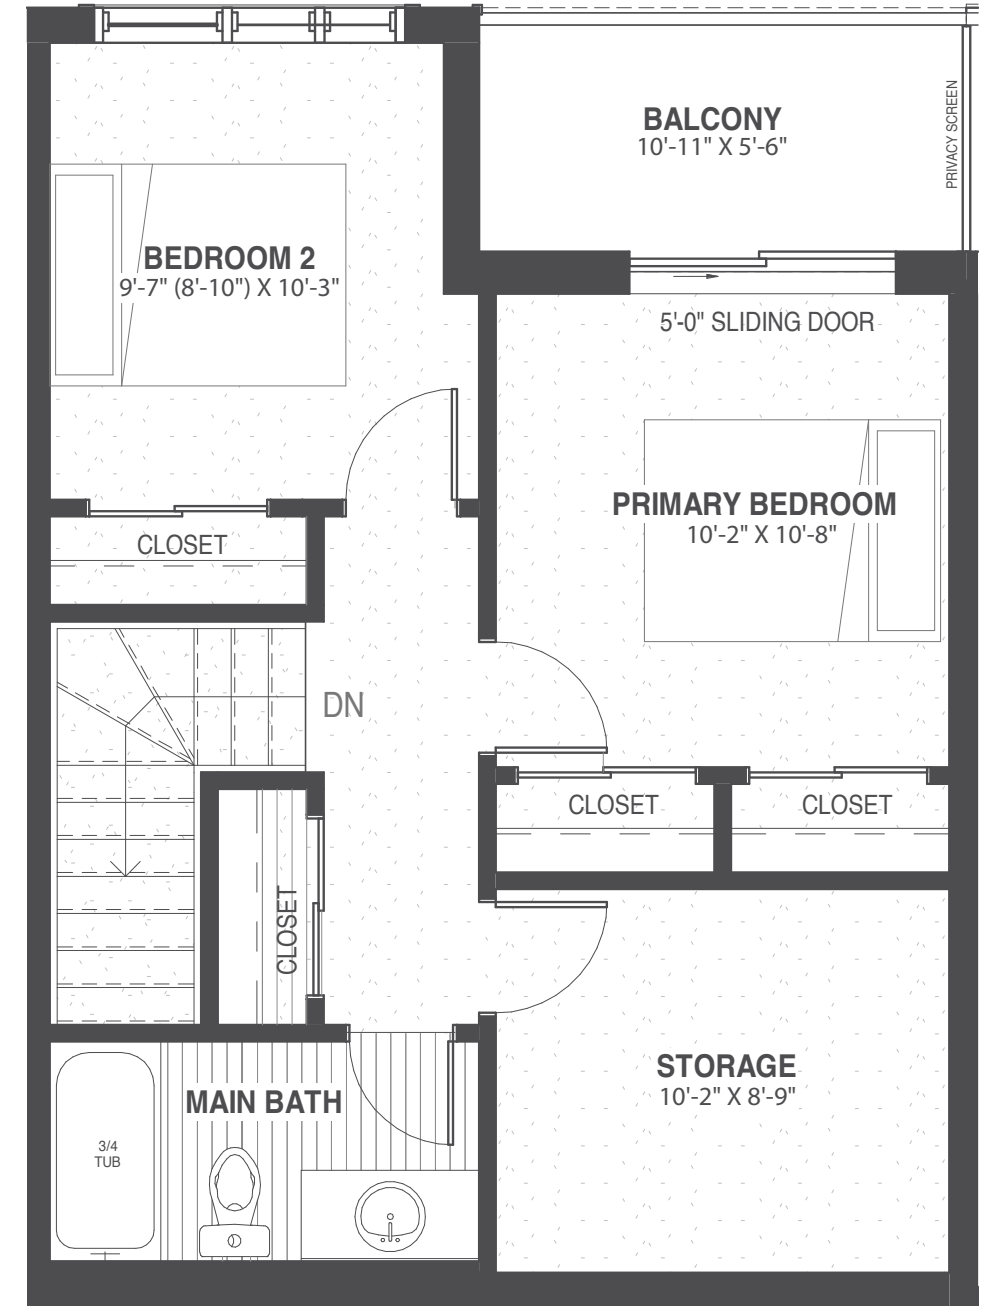 BALCONY
10'-11" X 5'-6"
PRIVACY SCREEN
BEDROOM 2
9'-7" (8'-10") X 10'-3"
5'-0" SLIDING DOOR
PRIMARY BEDROOM
10'-2" X 10'-8"
CLOSET
DN
CLOSET
CLOSET
CLOSET
STORAGE
10'-2" X 8'-9"
MAIN BATH
3/4
TUB